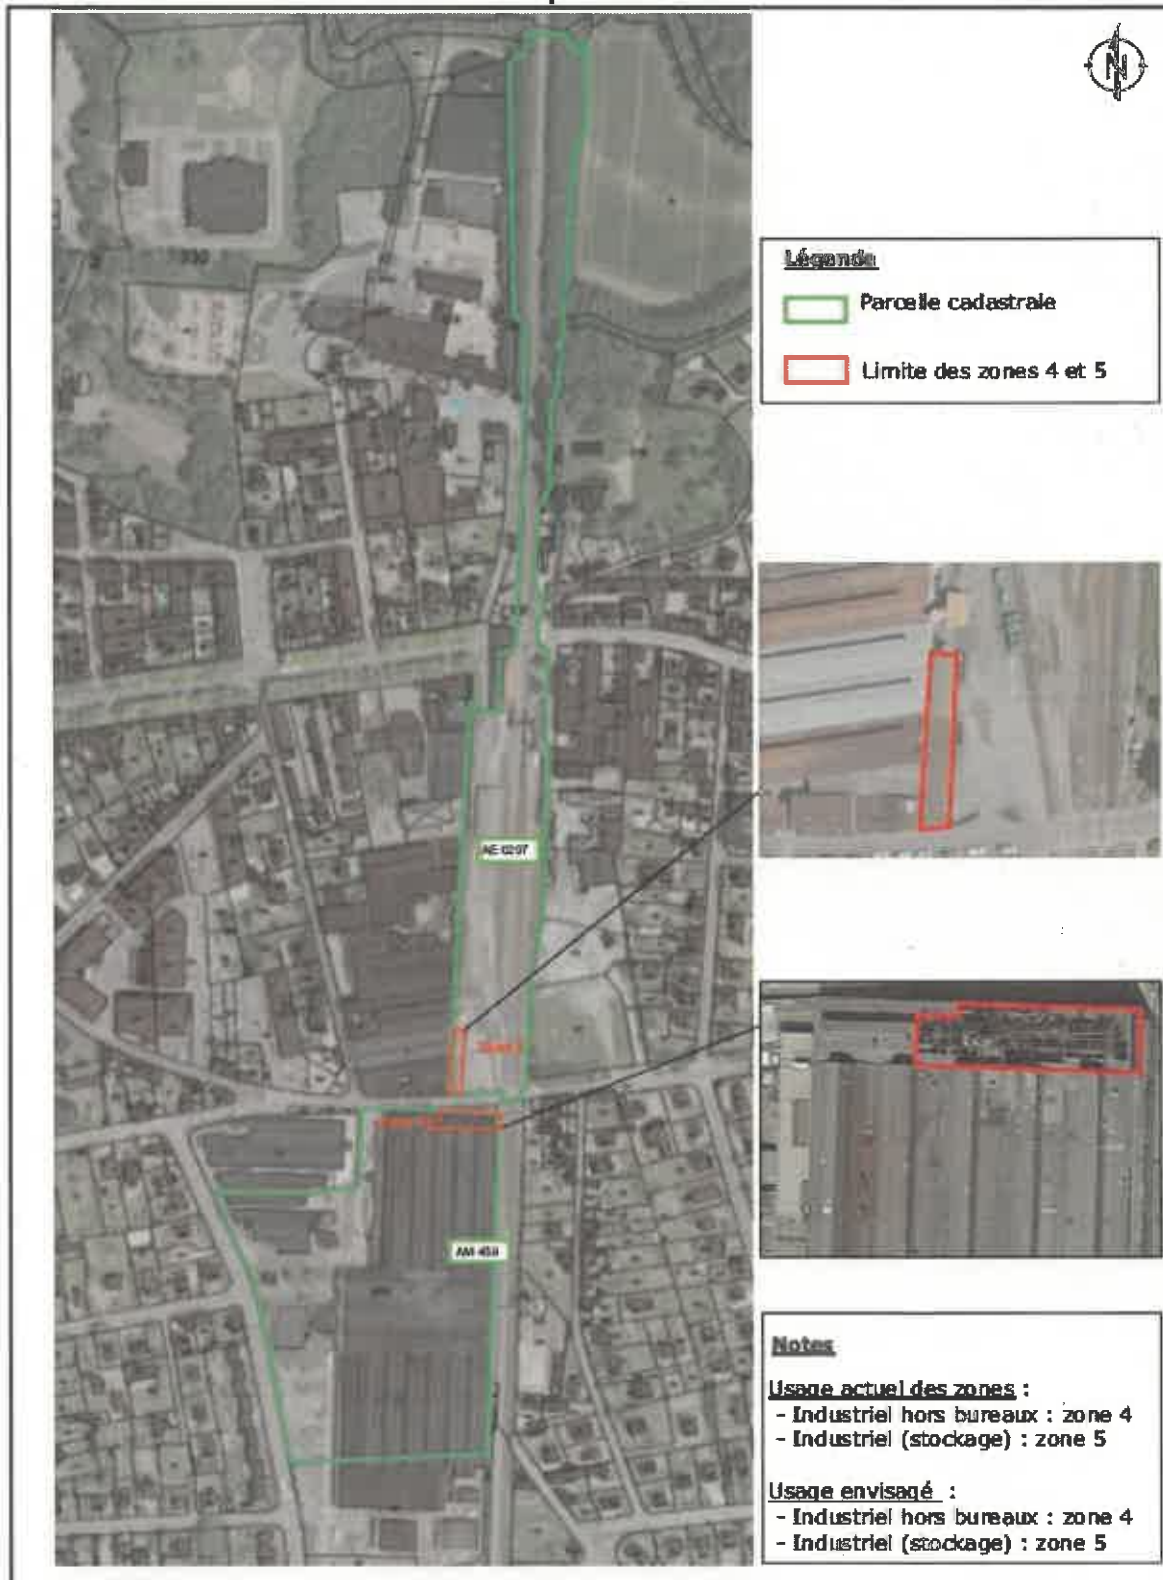 N
Légende
Parcelle cadastrale
Limite des zones 4 et 5
AE 0297
AM 459
Notes
Usage actuel des zones :
- Industriel hors bureaux : zone 4
- Industriel (stockage) : zone 5
Usage envisagé :
- Industriel hors bureaux : zone 4
- Industriel (stockage) : zone 5